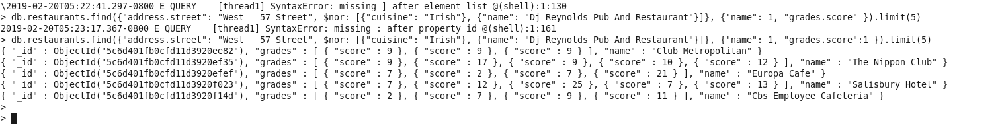 \2019-02-20T05:22:41.297-0800 E QUERY    [thread1] SyntaxError: missing ] after element list @(shell):1:130
> db.restaurants.find({"address.street": "West   57 Street", $nor: [{"cuisine": "Irish"}, {"name": "Dj Reynolds Pub And Restaurant"}]}, {"name": 1, "grades.score" }).limit(5)
2019-02-20T05:23:17.367-0800 E QUERY    [thread1] SyntaxError: missing : after property id @(shell):1:161
> db.restaurants.find({"address.street": "West   57 Street", $nor: [{"cuisine": "Irish"}, {"name": "Dj Reynolds Pub And Restaurant"}]}, {"name": 1, "grades.score":1 }).limit(5)
{ "_id" : ObjectId("5c6d401fb0cfd11d3920ee82"), "grades" : [ { "score" : 9 }, { "score" : 9 }, { "score" : 9 } ], "name" : "Club Metropolitan" }
{ "_id" : ObjectId("5c6d401fb0cfd11d3920ef35"), "grades" : [ { "score" : 9 }, { "score" : 17 }, { "score" : 9 }, { "score" : 10 }, { "score" : 12 } ], "name" : "The Nippon Club" }
{ "_id" : ObjectId("5c6d401fb0cfd11d3920efef"), "grades" : [ { "score" : 7 }, { "score" : 2 }, { "score" : 7 }, { "score" : 21 } ], "name" : "Europa Cafe" }
{ "_id" : ObjectId("5c6d401fb0cfd11d3920f023"), "grades" : [ { "score" : 7 }, { "score" : 12 }, { "score" : 25 }, { "score" : 7 }, { "score" : 13 } ], "name" : "Salisbury Hotel" }
{ "_id" : ObjectId("5c6d401fb0cfd11d3920f14d"), "grades" : [ { "score" : 2 }, { "score" : 7 }, { "score" : 9 }, { "score" : 11 } ], "name" : "Cbs Employee Cafeteria" }
>
>